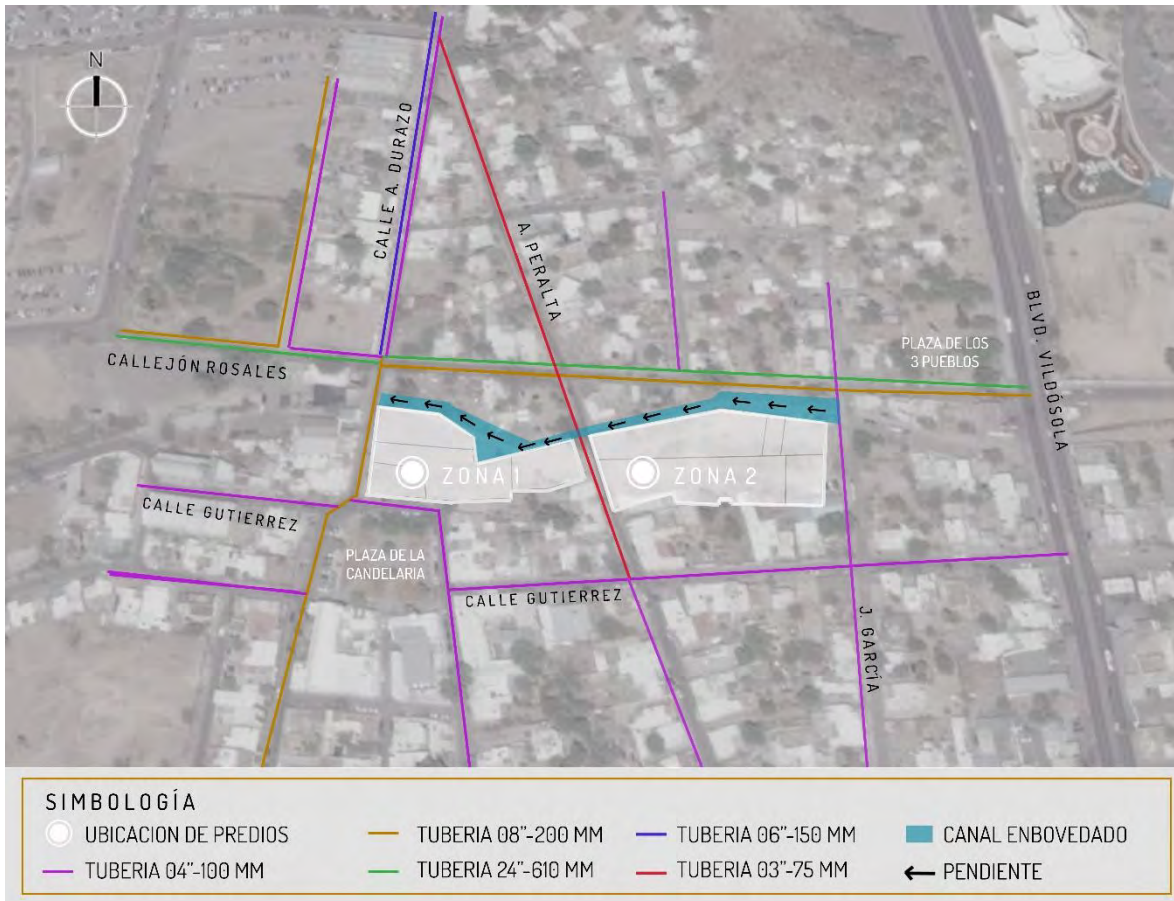 N
CALLE A. DURAZO
A. PERALTA
BLVD. VILDÓSOLA
PLAZA DE LOS
3 PUEBLOS
CALLEJÓN ROSALES
ZONA 1
ZONA 2
CALLE GUTIERREZ
PLAZA DE LA
CANDELARIA
CALLE GUTIERREZ
J. GARCÍA
SIMBOLOGÍA
UBICACION DE PREDIOS
TUBERIA 08"-200 MM
TUBERIA 06"-150 MM
CANAL ENBOVEDADO
TUBERIA 04"-100 MM
TUBERIA 24"-610 MM
TUBERIA 03"-75 MM
PENDIENTE